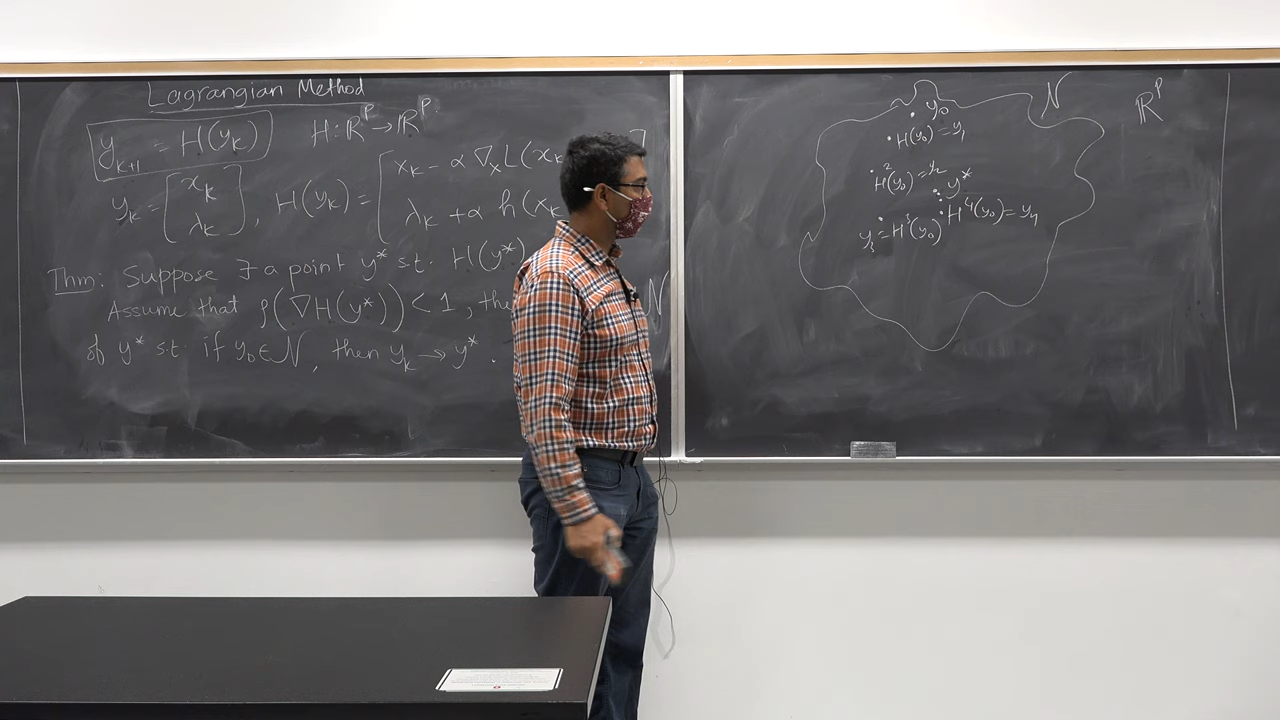 Lagrangian Method
y_{k+1} = H(y_k)    H: ℝ^P → ℝ^P
y_k = [x_k; λ_k], H(y_k) = [x_k - α ∇_x L(x_k; λ_k + α h(x_k ]
Thm: Suppose ∃ a point y* s.t. H(y*)
Assume that ρ(∇H(y*)) < 1, the N
of y* s.t. if y_0 ∈ N, then y_k → y*.
N ℝ^P
y_0
H(y_0) = y_1
H^2(y_0) = y_2
y*
H^4(y_0) = y_4
y_3 = H^3(y_0)